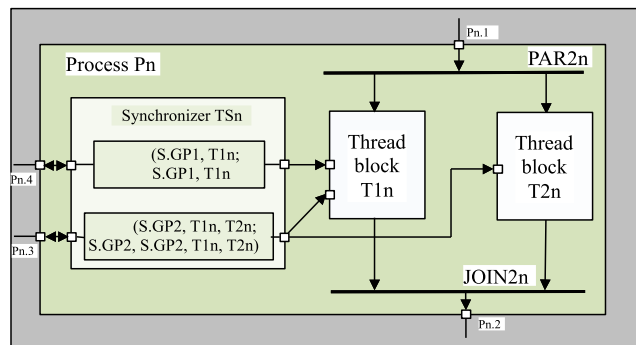 Pn.1
Process Pn
PAR2n
Synchronizer TSn
(S.GP1, T1n;
S.GP1, T1n
Thread
block
T1n
Thread
block
T2n
Pn.4
(S.GP2, T1n, T2n;
S.GP2, S.GP2, T1n, T2n)
Pn.3
JOIN2n
Pn.2